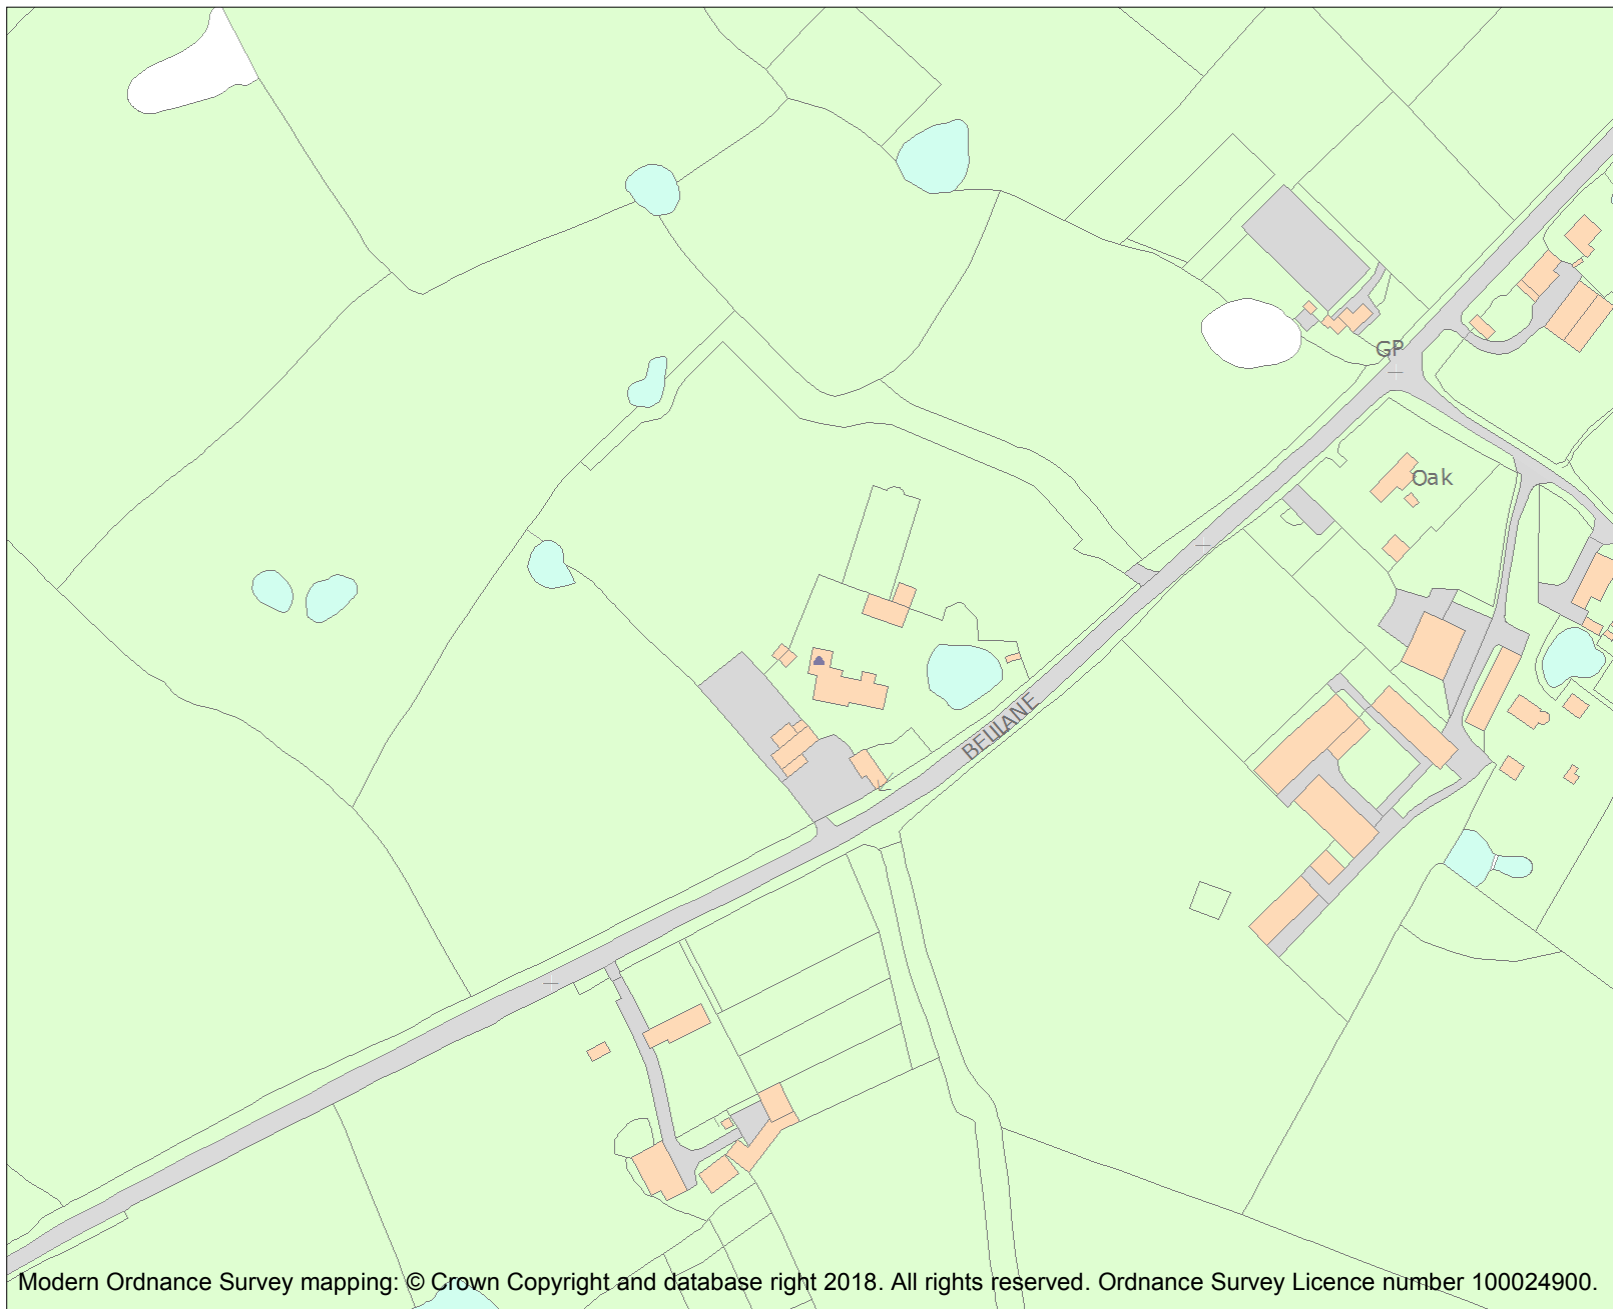 GP
Oak
BELL LANE
Modern Ordnance Survey mapping: © Crown Copyright and database right 2018. All rights reserved. Ordnance Survey Licence number 100024900.